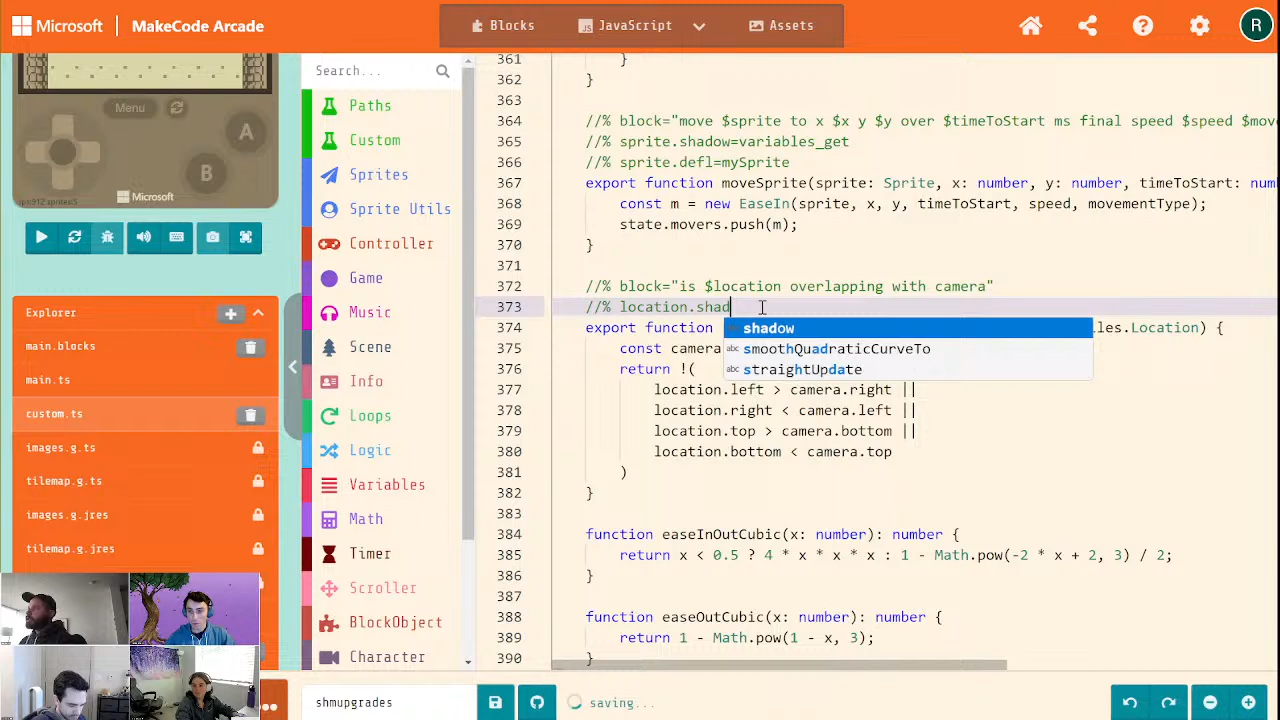 Microsoft | MakeCode Arcade
Blocks
JavaScript
Assets
R
Menu
A
B
Microsoft
Explorer
main.blocks
main.ts
custom.ts
images.g.ts
tilemap.g.ts
images.g.jres
tilemap.g.jres
Search...
Paths
Custom
Sprites
Sprite Utils
Controller
Game
Music
Scene
Info
Loops
Logic
Variables
Math
Timer
Scroller
BlockObject
Character
361 }
362 }
363
364 //% block="move $sprite to x $x y $y over $timeToStart ms final speed $speed $mov
365 //% sprite.shadow=variables_get
366 //% sprite.defl=mySprite
367 export function moveSprite(sprite: Sprite, x: number, y: number, timeToStart: num
368 const m = new EaseIn(sprite, x, y, timeToStart, speed, movementType);
369 state.movers.push(m);
370 }
371
372 //% block="is $location overlapping with camera"
373 //% location.shad
374 export function les.Location) {
shadow
abc smoothQuadraticCurveTo
abc straightUpdate
375 const camera
376 return !(
377 location.left > camera.right ||
378 location.right < camera.left ||
379 location.top > camera.bottom ||
380 location.bottom < camera.top
381 )
382 }
383
384 function easeInOutCubic(x: number): number {
385 return x < 0.5 ? 4 * x * x * x : 1 - Math.pow(-2 * x + 2, 3) / 2;
386 }
387
388 function easeOutCubic(x: number): number {
389 return 1 - Math.pow(1 - x, 3);
390 }
shmupgrades
saving...